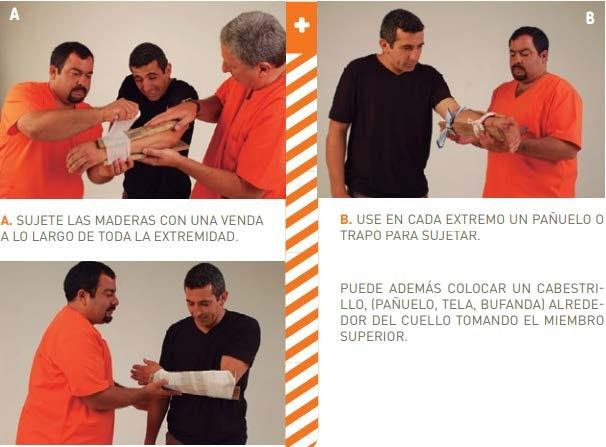 A
A. SUJETE LAS MADERAS CON UNA VENDA
A LO LARGO DE TODA LA EXTREMIDAD.
B
B. USE EN CADA EXTREMO UN PAÑUELO O
TRAPO PARA SUJETAR.
PUEDE ADEMÁS COLOCAR UN CABESTRI-
LLO, (PAÑUELO, TELA, BUFANDA) ALREDE-
DOR DEL CUELLO TOMANDO EL MIEMBRO
SUPERIOR.